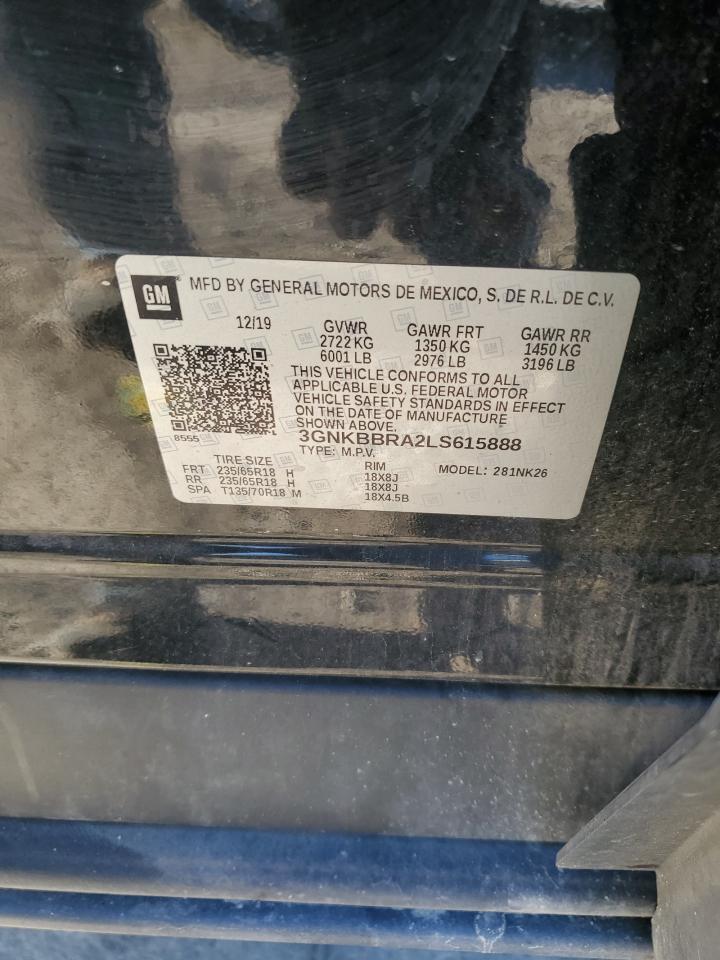 GM MFD BY GENERAL MOTORS DE MEXICO, S. DE R.L. DE C.V.
12/19 GVWR GAWR FRT GAWR RR
2722 KG 1350 KG 1450 KG
6001 LB 2976 LB 3196 LB
THIS VEHICLE CONFORMS TO ALL
APPLICABLE U.S. FEDERAL MOTOR
VEHICLE SAFETY STANDARDS IN EFFECT
ON THE DATE OF MANUFACTURE
SHOWN ABOVE.
8555 3GNKBBRA2LS615888
TYPE: M.P.V. MODEL: 281NK26
TIRE SIZE RIM
FRT 235/65R18 H 18X8J
RR 235/65R18 H 18X8J
SPA T135/70R18 M 18X4.5B